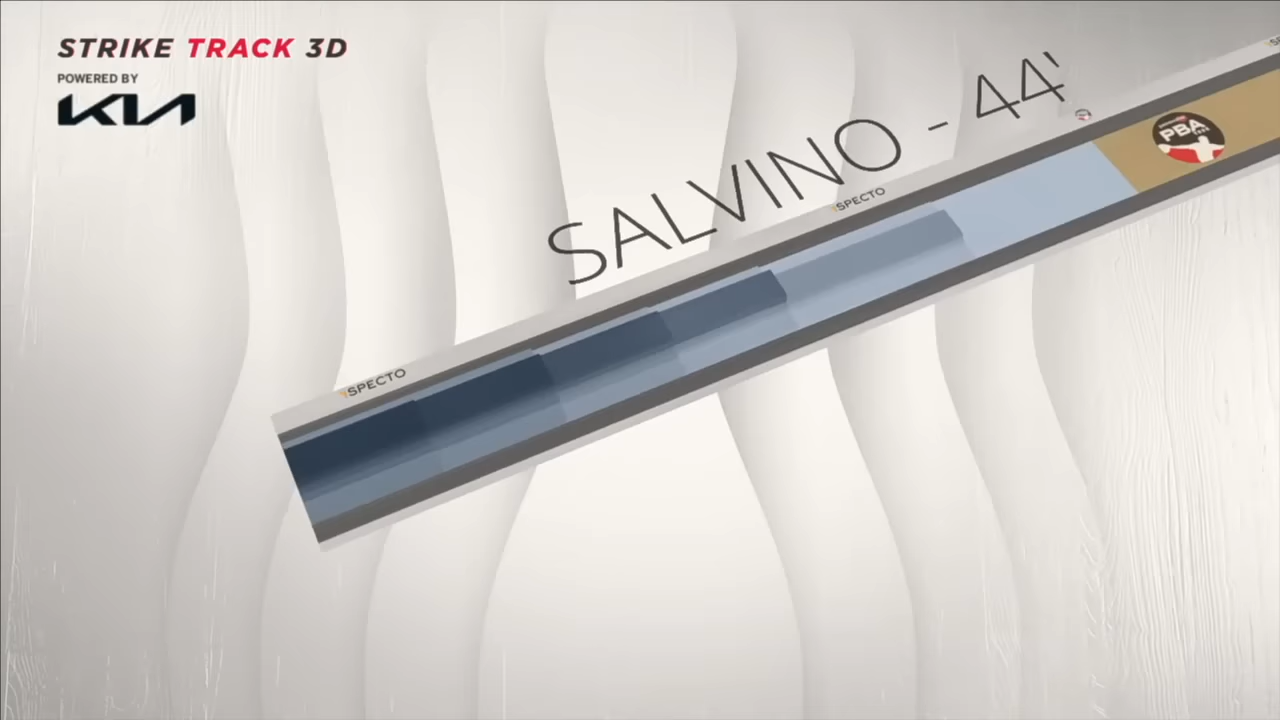 STRIKE TRACK 3D
POWERED BY
KIA
SALVINO - 44'
SPECTO
SPECTO
PBA